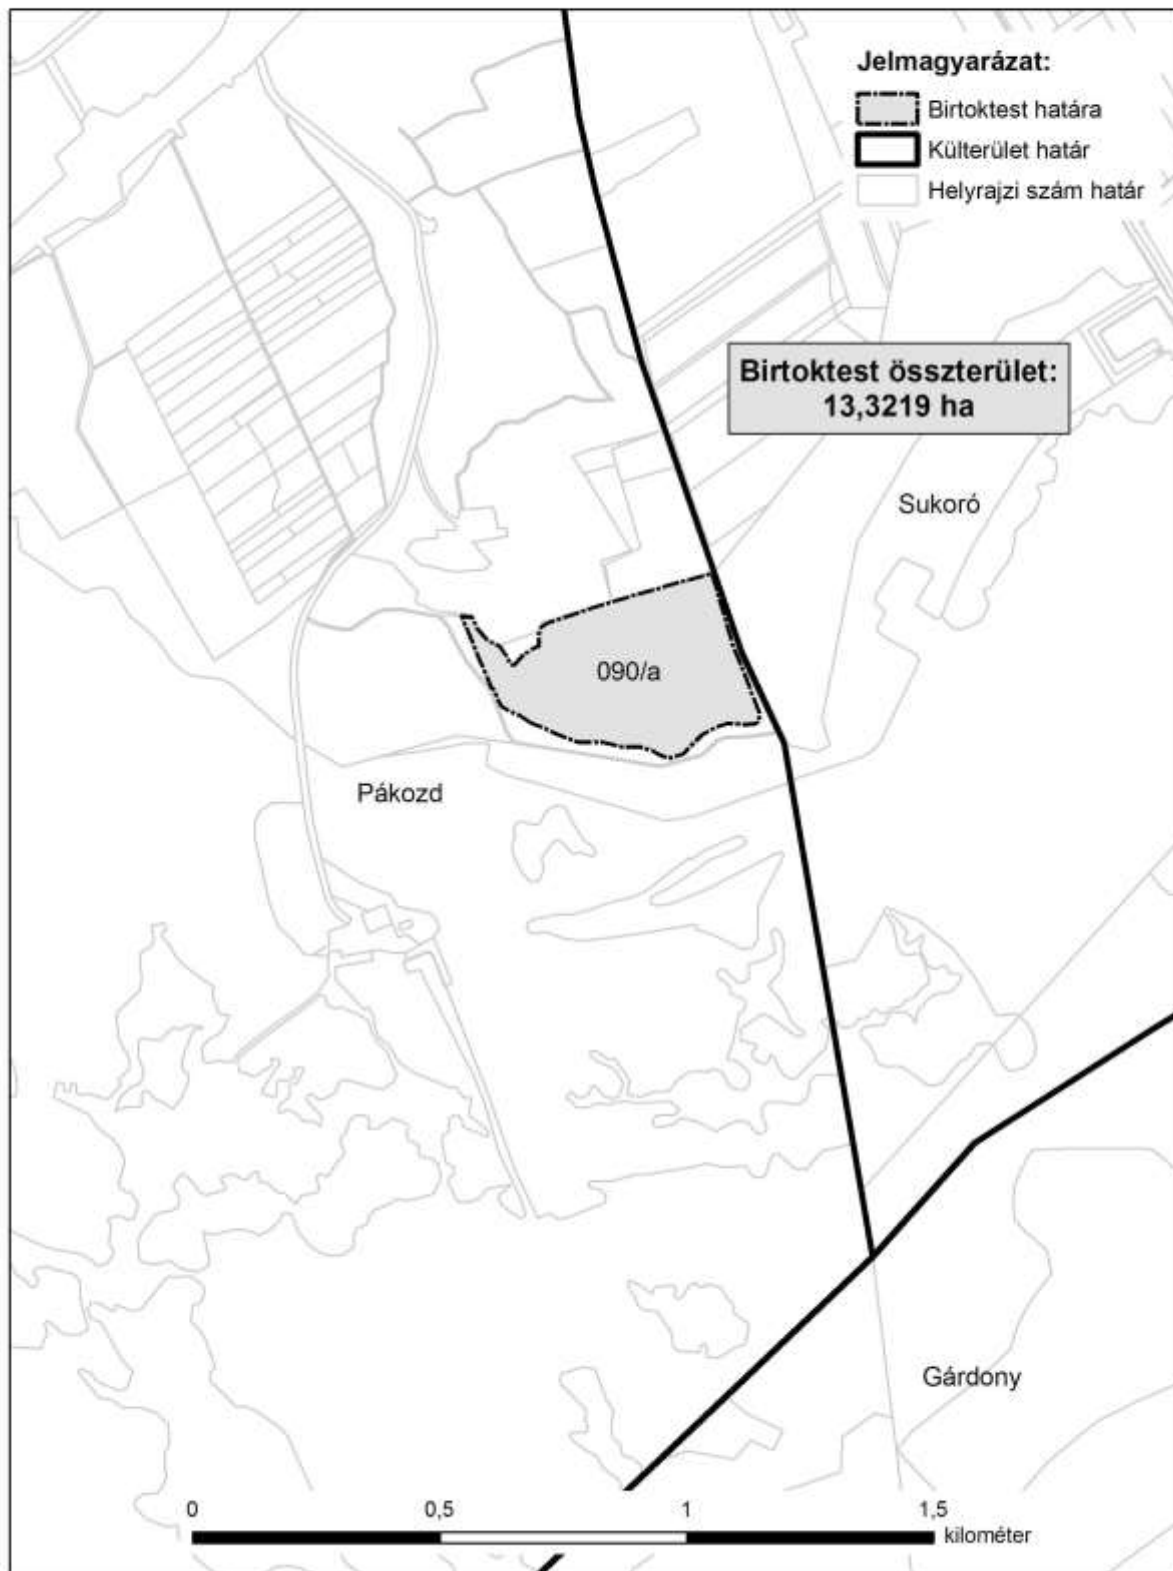 Jelmagyarázat:
Birtoktest határa
Külterület határ
Helyrajzi szám határ
Birtoktest összterület:
13,3219 ha
Sukoró
090/a
Pákozd
Gárdony
0 0,5 1 1,5
kilométer